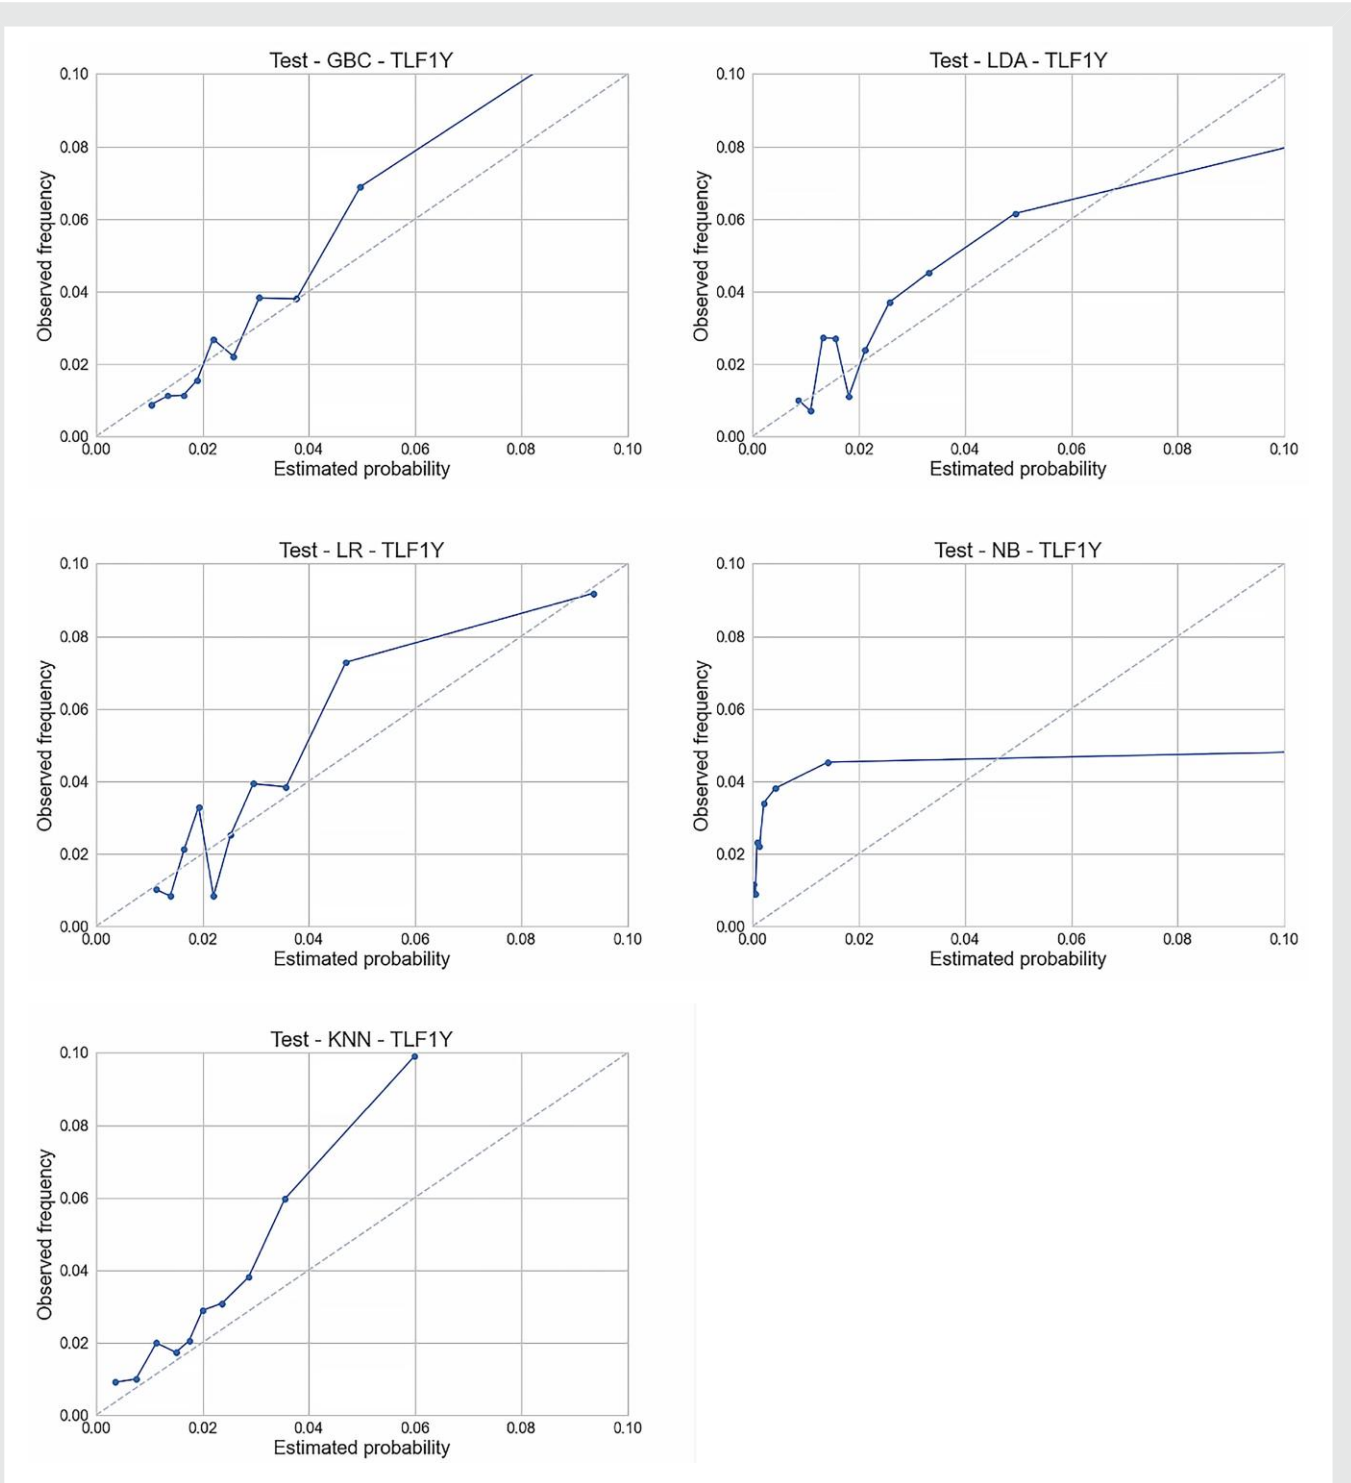 Test - GBC - TLF1Y
0.10
0.08
0.06
0.04
0.02
0.00
Observed frequency
0.00 0.02 0.04 0.06 0.08 0.10
Estimated probability
Test - LDA - TLF1Y
0.10
0.08
0.06
0.04
0.02
0.00
Observed frequency
0.00 0.02 0.04 0.06 0.08 0.10
Estimated probability
Test - LR - TLF1Y
0.10
0.08
0.06
0.04
0.02
0.00
Observed frequency
0.00 0.02 0.04 0.06 0.08 0.10
Estimated probability
Test - NB - TLF1Y
0.10
0.08
0.06
0.04
0.02
0.00
Observed frequency
0.00 0.02 0.04 0.06 0.08 0.10
Estimated probability
Test - KNN - TLF1Y
0.10
0.08
0.06
0.04
0.02
0.00
Observed frequency
0.00 0.02 0.04 0.06 0.08 0.10
Estimated probability